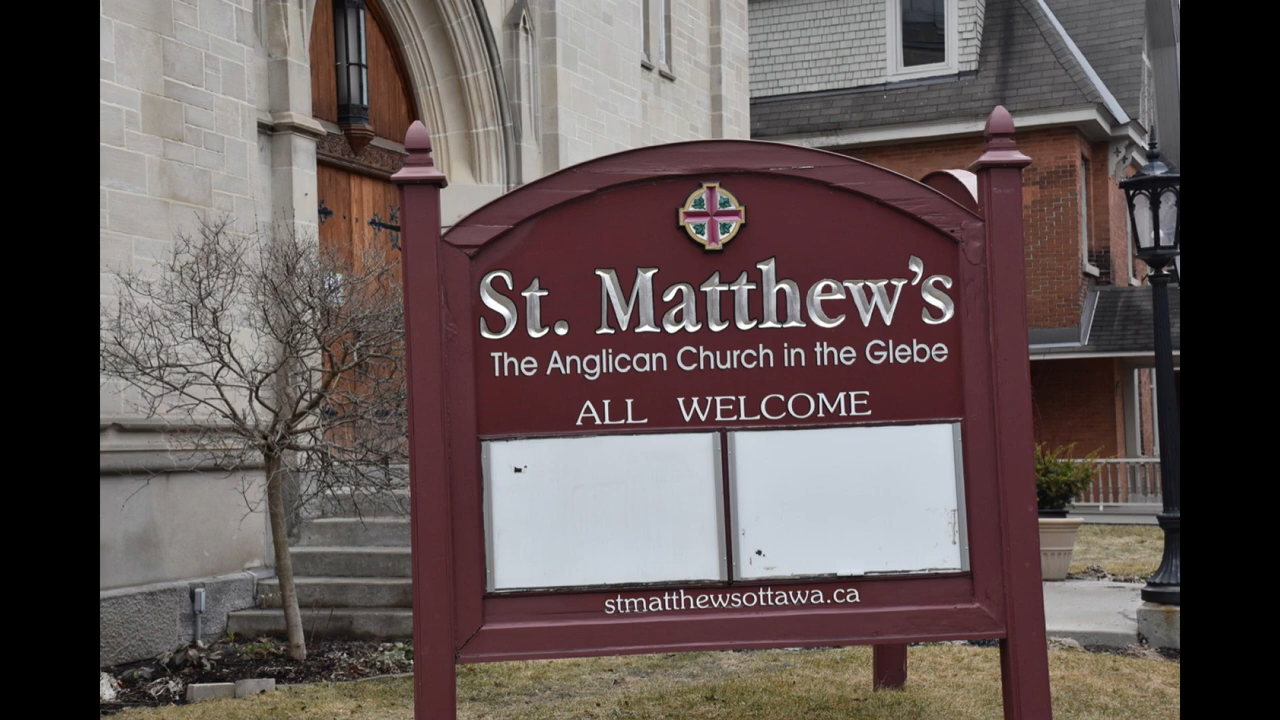 St. Matthew's
The Anglican Church in the Glebe
ALL WELCOME
stmatthewsottawa.ca